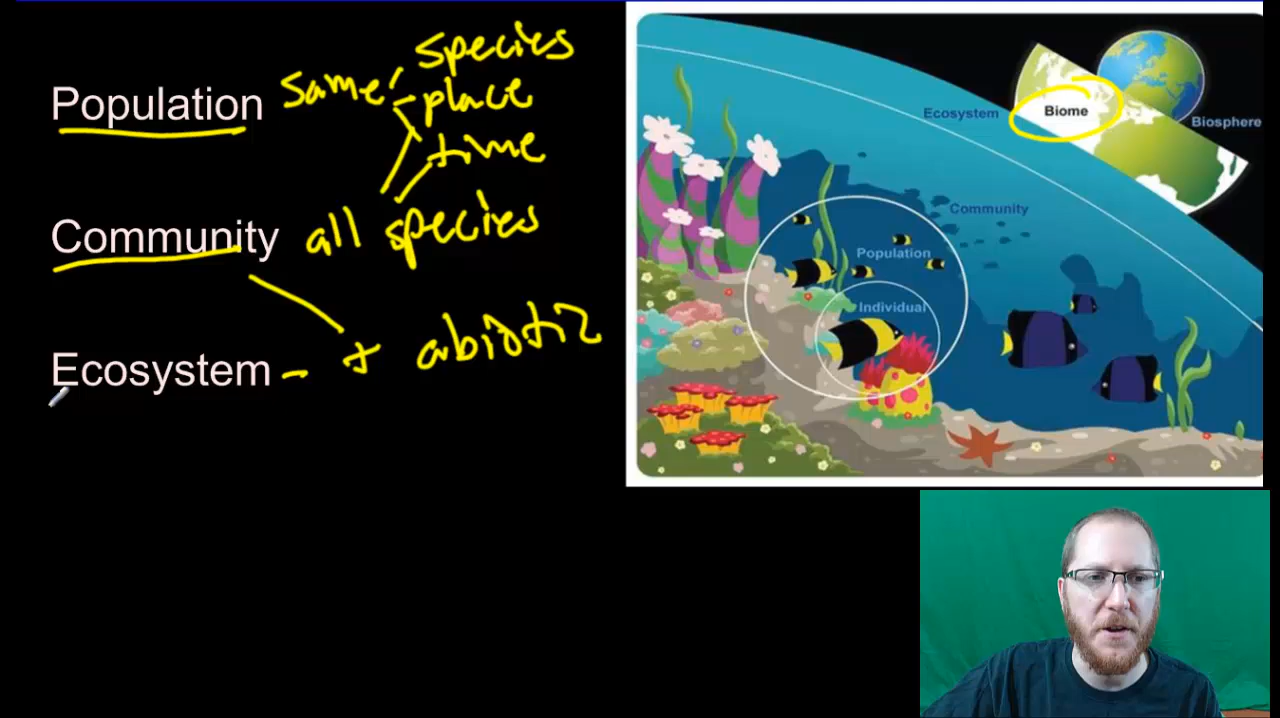 species
Population same place
time
Community all species
Ecosystem - + abiotic
Ecosystem
Biome
Biosphere
Community
Population
Individual